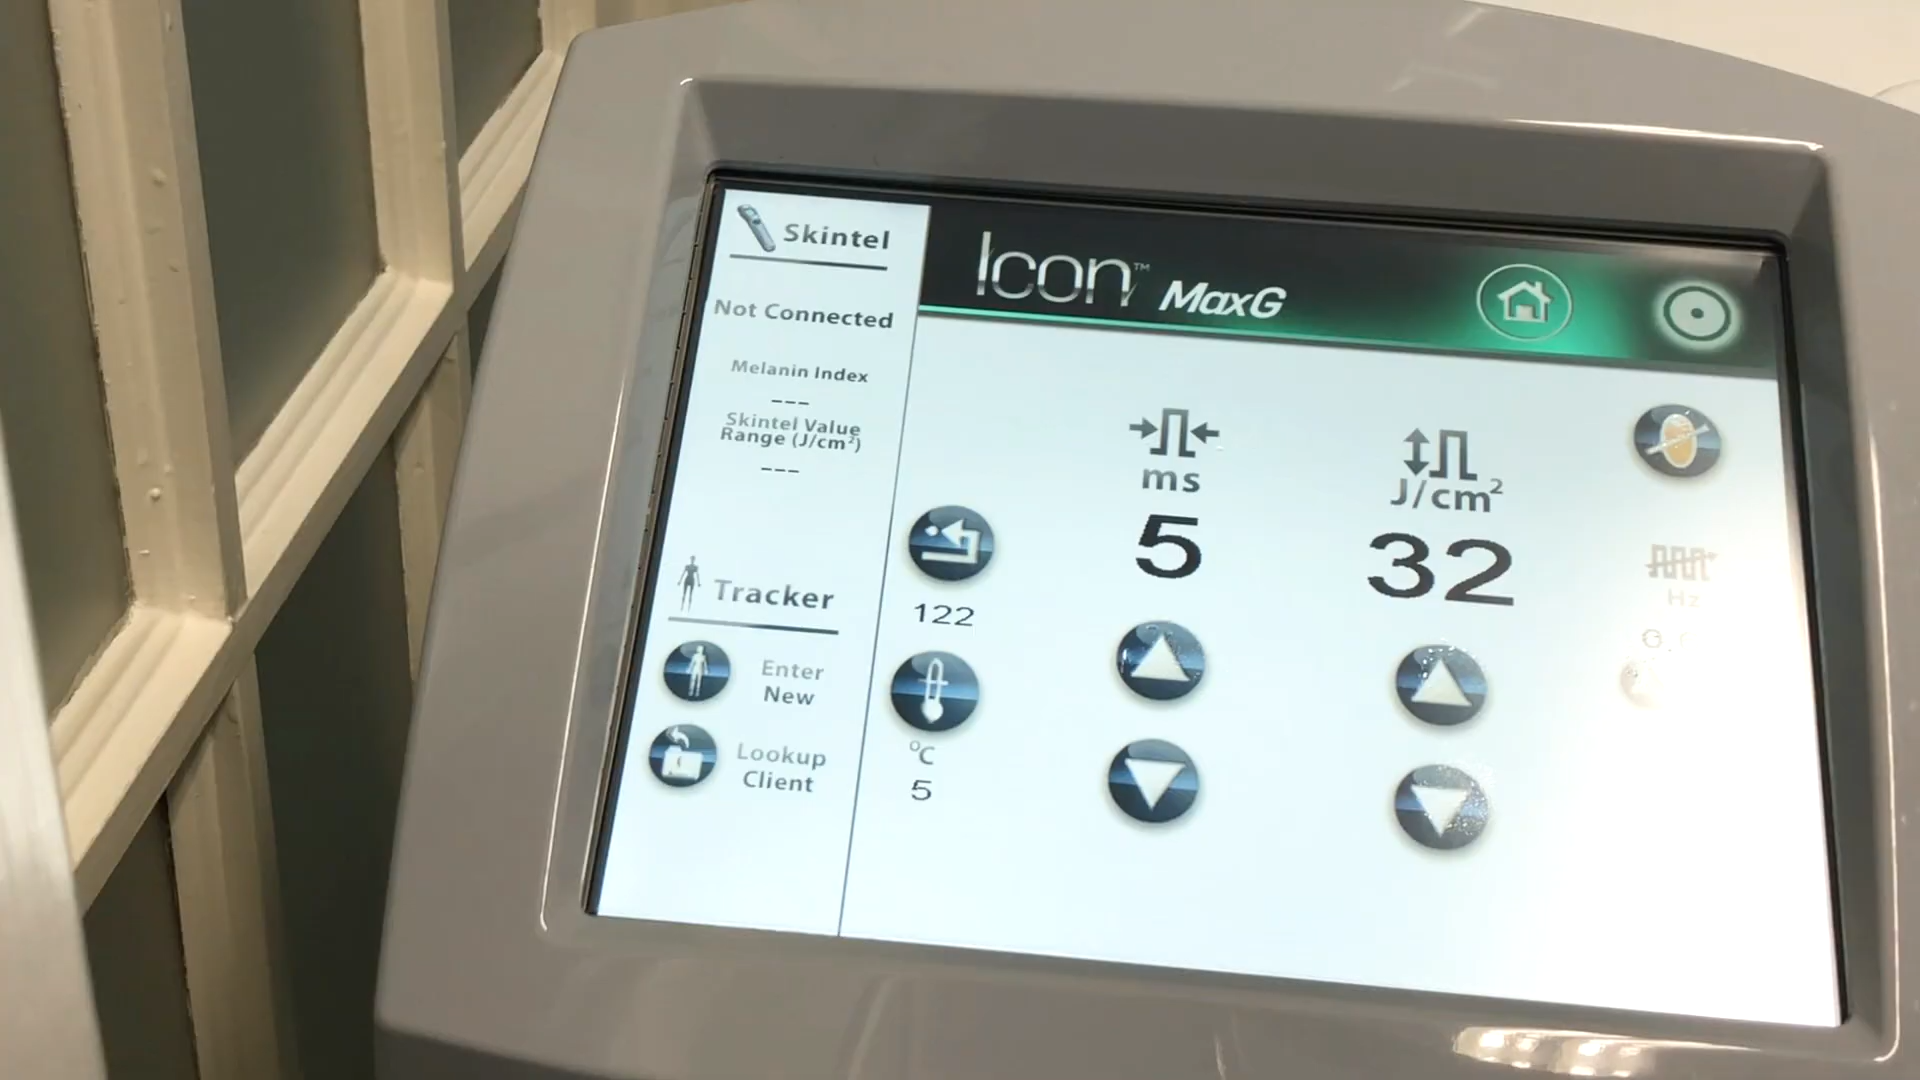 Skintel
Not Connected
Melanin Index
---
Skintel Value
Range (J/cm²)
---
Tracker
Enter
New
Lookup
Client
Icon™ MaxG
122
°C
5
ms
5
J/cm²
32
Hz